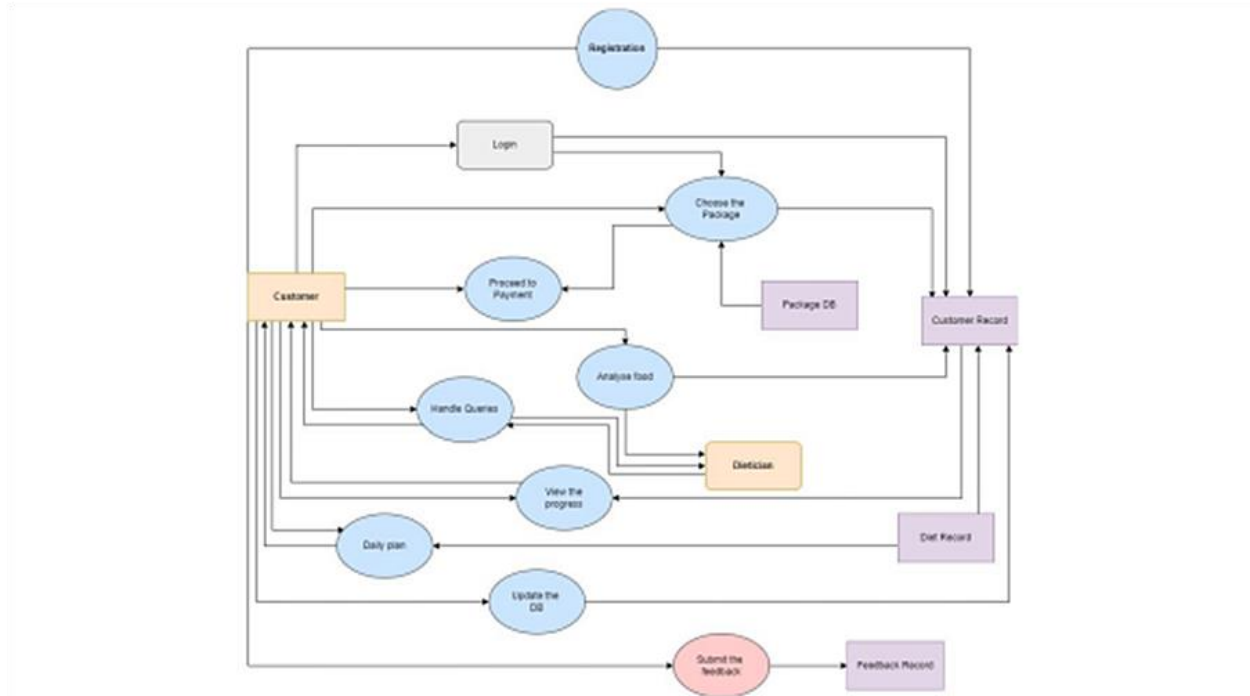 Registration
Login
Choose the
Package
Proceed to
Payment
Customer
Package DB
Customer Record
Analyse food
Handle Queries
Dietician
View the
progress
Diet Record
Daily plan
Update the
DB
Submit the
feedback
Feedback Record